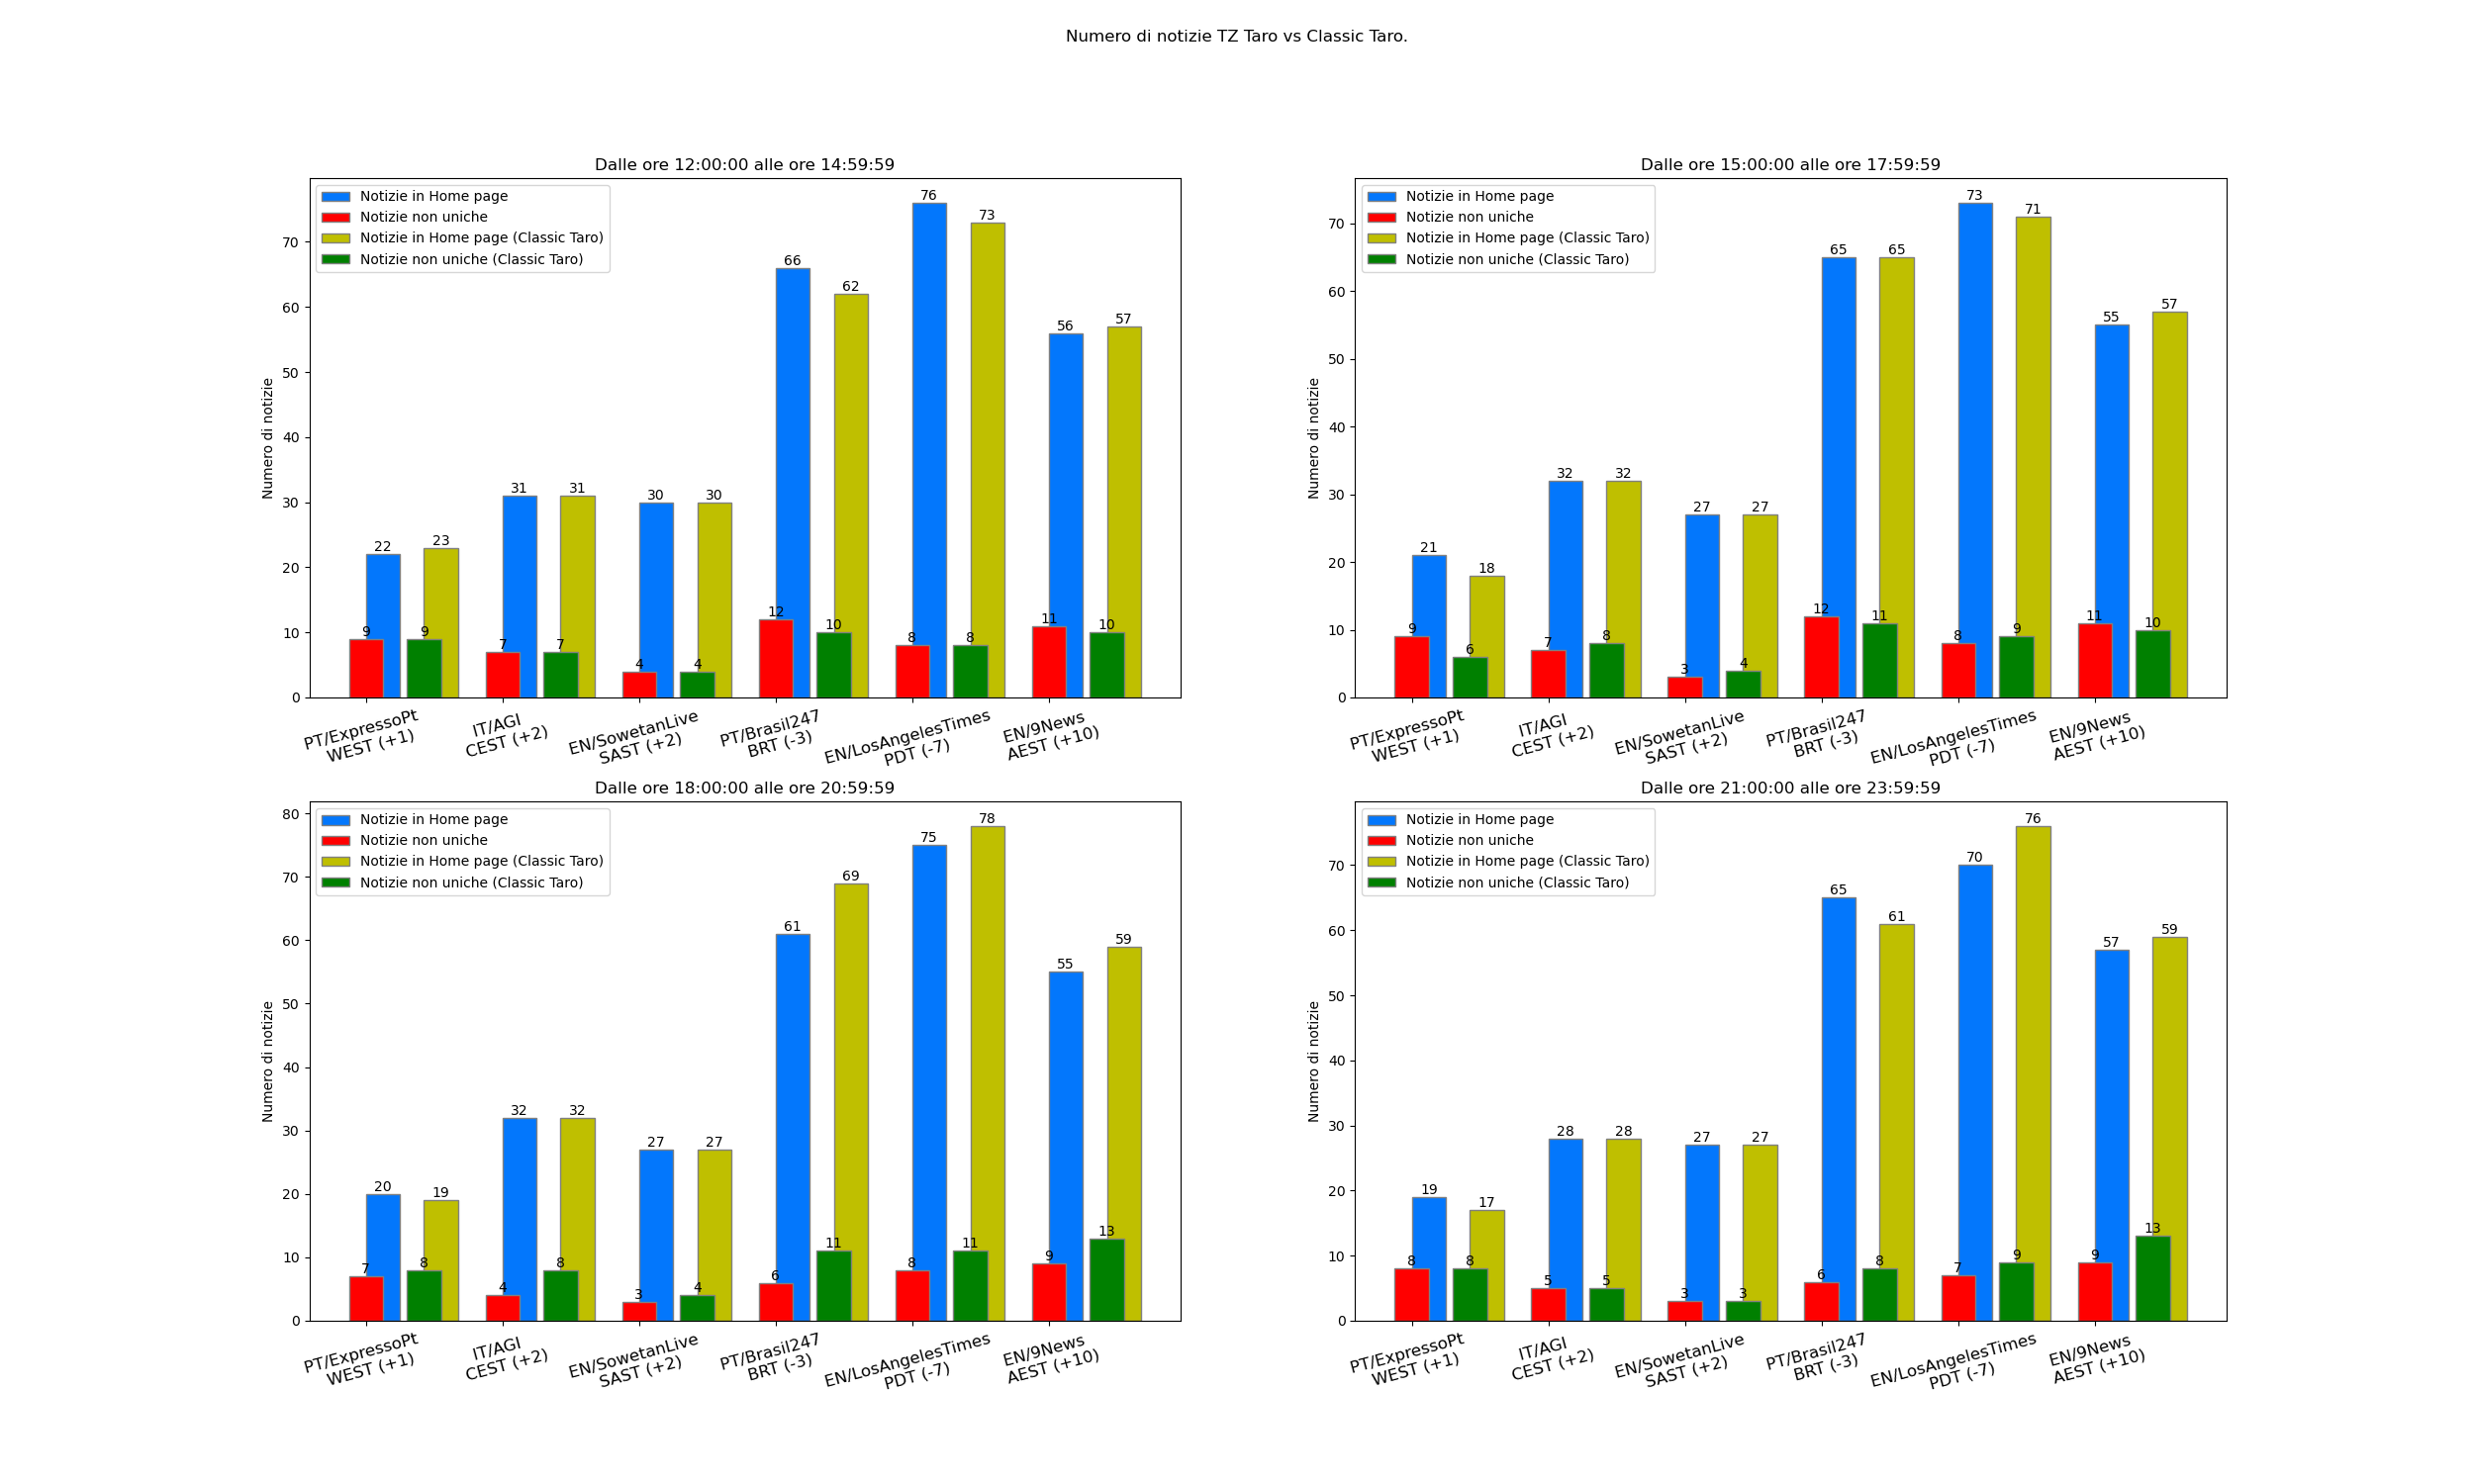 Numero di notizie TZ Taro vs Classic Taro.
Dalle ore 12:00:00 alle ore 14:59:59
Notizie in Home page
Notizie non uniche
Notizie in Home page (Classic Taro)
Notizie non uniche (Classic Taro)
Numero di notizie
70
60
50
40
30
20
10
0
22 23 31 31 30 30 66 62 76 73 56 57
9 9 7 7 4 4 12 10 8 8 11 10
PT/ExpressoPt
WEST (+1)
IT/AGI
CEST (+2)
EN/SowetanLive
SAST (+2)
PT/Brasil247
BRT (-3)
EN/LosAngelesTimes
PDT (-7)
EN/9News
AEST (+10)
Dalle ore 15:00:00 alle ore 17:59:59
Notizie in Home page
Notizie non uniche
Notizie in Home page (Classic Taro)
Notizie non uniche (Classic Taro)
Numero di notizie
70
60
50
40
30
20
10
0
21 18 32 32 27 27 65 65 73 71 55 57
9 6 7 8 3 4 12 11 8 9 11 10
PT/ExpressoPt
WEST (+1)
IT/AGI
CEST (+2)
EN/SowetanLive
SAST (+2)
PT/Brasil247
BRT (-3)
EN/LosAngelesTimes
PDT (-7)
EN/9News
AEST (+10)
Dalle ore 18:00:00 alle ore 20:59:59
Notizie in Home page
Notizie non uniche
Notizie in Home page (Classic Taro)
Notizie non uniche (Classic Taro)
Numero di notizie
80
70
60
50
40
30
20
10
0
20 19 32 32 27 27 61 69 75 78 55 59
7 8 4 8 3 4 6 11 8 11 9 13
PT/ExpressoPt
WEST (+1)
IT/AGI
CEST (+2)
EN/SowetanLive
SAST (+2)
PT/Brasil247
BRT (-3)
EN/LosAngelesTimes
PDT (-7)
EN/9News
AEST (+10)
Dalle ore 21:00:00 alle ore 23:59:59
Notizie in Home page
Notizie non uniche
Notizie in Home page (Classic Taro)
Notizie non uniche (Classic Taro)
Numero di notizie
70
60
50
40
30
20
10
0
19 17 28 28 27 27 65 61 70 76 57 59
8 8 5 5 3 3 6 8 7 9 9 13
PT/ExpressoPt
WEST (+1)
IT/AGI
CEST (+2)
EN/SowetanLive
SAST (+2)
PT/Brasil247
BRT (-3)
EN/LosAngelesTimes
PDT (-7)
EN/9News
AEST (+10)